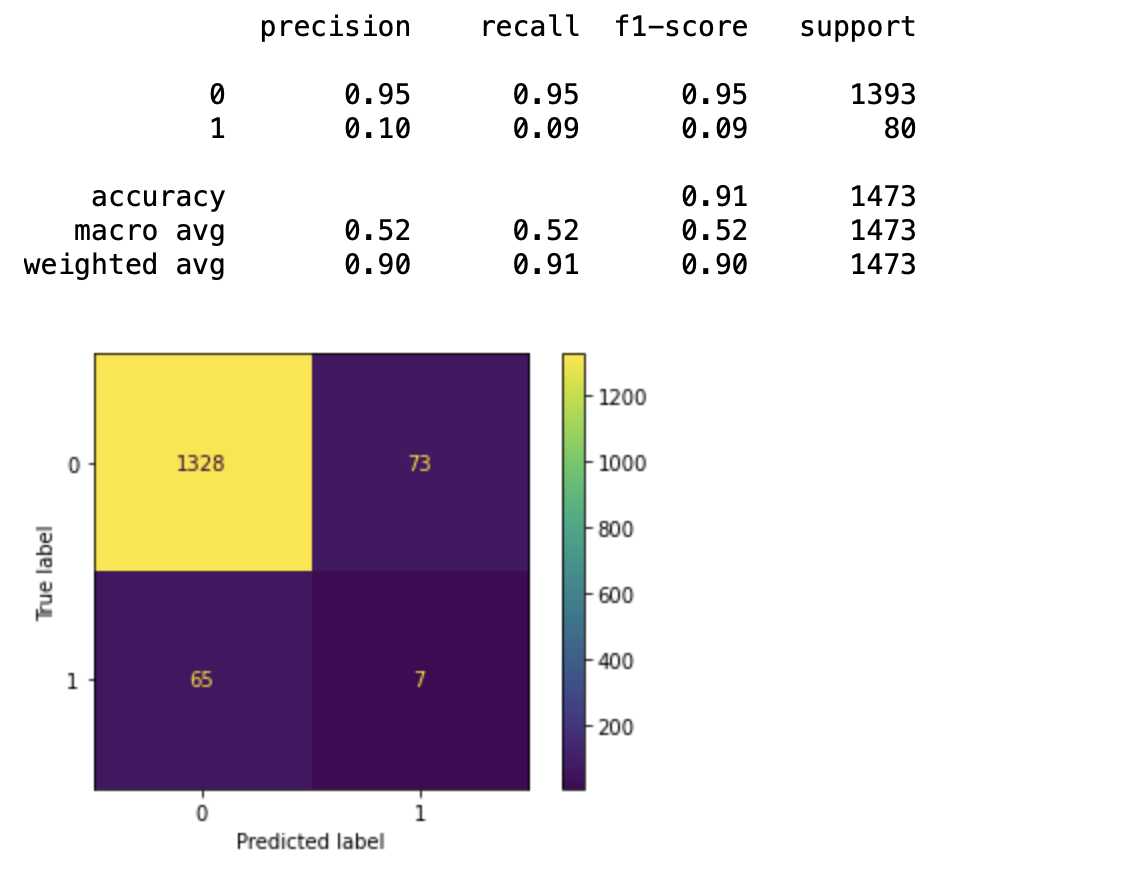 precision recall f1-score support
0 0.95 0.95 0.95 1393
1 0.10 0.09 0.09 80
accuracy 0.91 1473
macro avg 0.52 0.52 0.52 1473
weighted avg 0.90 0.91 0.90 1473
1200
1000
800
600
400
200
True label
0
1
1328 73
65 7
0 1
Predicted label